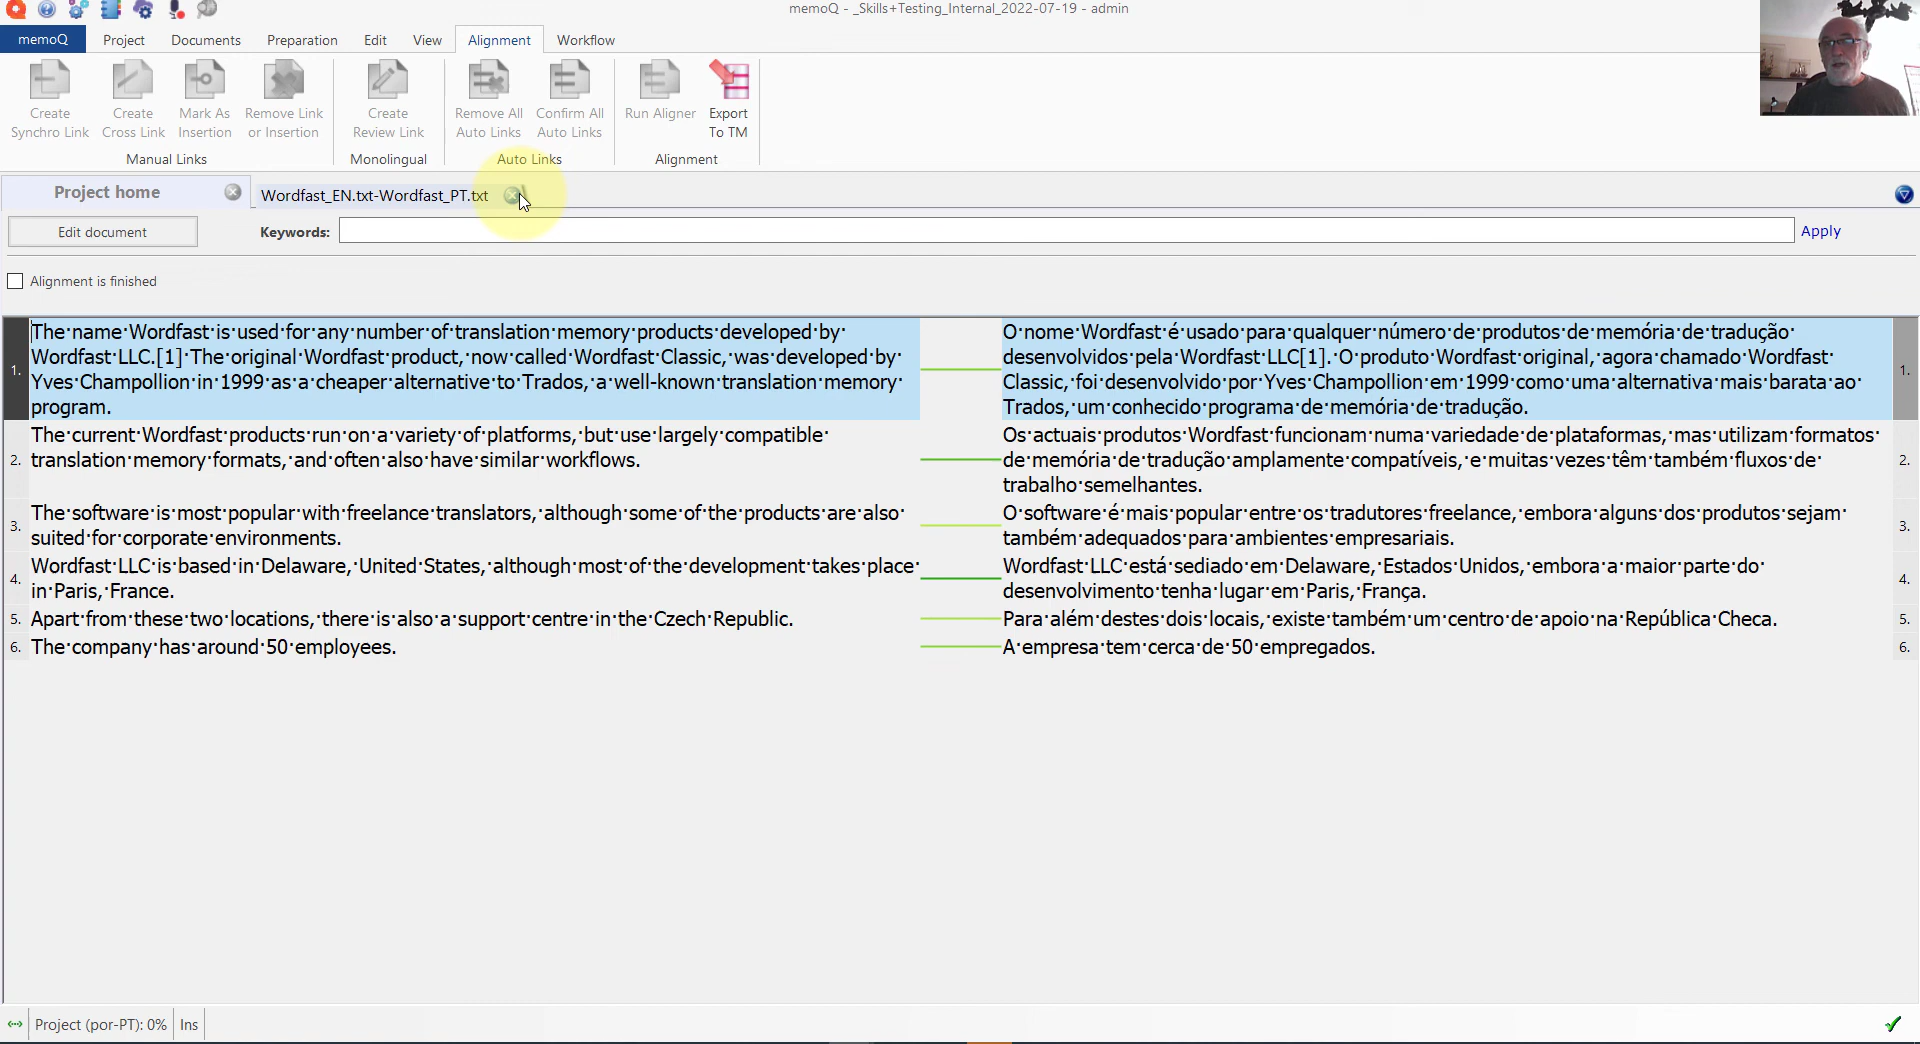 memoQ - _Skills+Testing_Internal_2022-07-19 - admin
memoQ
Project
Documents
Preparation
Edit
View
Alignment
Workflow
Create
Synchro Link
Create
Cross Link
Mark As
Insertion
Remove Link
or Insertion
Manual Links
Create
Review Link
Monolingual
Remove All
Auto Links
Confirm All
Auto Links
Auto Links
Run Aligner
Export
To TM
Alignment
Project home
Wordfast_EN.txt-Wordfast_PT.txt
Edit document
Keywords:
Apply
Alignment is finished
1.
The·name·Wordfast·is·used·for·any·number·of·translation·memory·products·developed·by·
Wordfast·LLC.[1]·The·original·Wordfast·product,·now·called·Wordfast·Classic,·was·developed·by·
Yves·Champollion·in·1999·as·a·cheaper·alternative·to·Trados,·a·well-known·translation·memory·
program.
O·nome·Wordfast·é·usado·para·qualquer·número·de·produtos·de·memória·de·tradução·
desenvolvidos·pela·Wordfast·LLC[1].·O·produto·Wordfast·original,·agora·chamado·Wordfast·
Classic,·foi·desenvolvido·por·Yves·Champollion·em·1999·como·uma·alternativa·mais·barata·ao·
Trados,·um·conhecido·programa·de·memória·de·tradução.
1.
2.
The·current·Wordfast·products·run·on·a·variety·of·platforms,·but·use·largely·compatible·
translation·memory·formats,·and·often·also·have·similar·workflows.
Os·actuais·produtos·Wordfast·funcionam·numa·variedade·de·plataformas,·mas·utilizam·formatos·
de·memória·de·tradução·amplamente·compatíveis,·e·muitas·vezes·têm·também·fluxos·de·
trabalho·semelhantes.
2.
3.
The·software·is·most·popular·with·freelance·translators,·although·some·of·the·products·are·also·
suited·for·corporate·environments.
O·software·é·mais·popular·entre·os·tradutores·freelance,·embora·alguns·dos·produtos·sejam·
também·adequados·para·ambientes·empresariais.
3.
4.
Wordfast·LLC·is·based·in·Delaware,·United·States,·although·most·of·the·development·takes·place·
in·Paris,·France.
Wordfast·LLC·está·sediado·em·Delaware,·Estados·Unidos,·embora·a·maior·parte·do·
desenvolvimento·tenha·lugar·em·Paris,·França.
4.
5.
Apart·from·these·two·locations,·there·is·also·a·support·centre·in·the·Czech·Republic.
Para·além·destes·dois·locais,·existe·também·um·centro·de·apoio·na·República·Checa.
5.
6.
The·company·has·around·50·employees.
A·empresa·tem·cerca·de·50·empregados.
6.
Project (por-PT): 0%
Ins